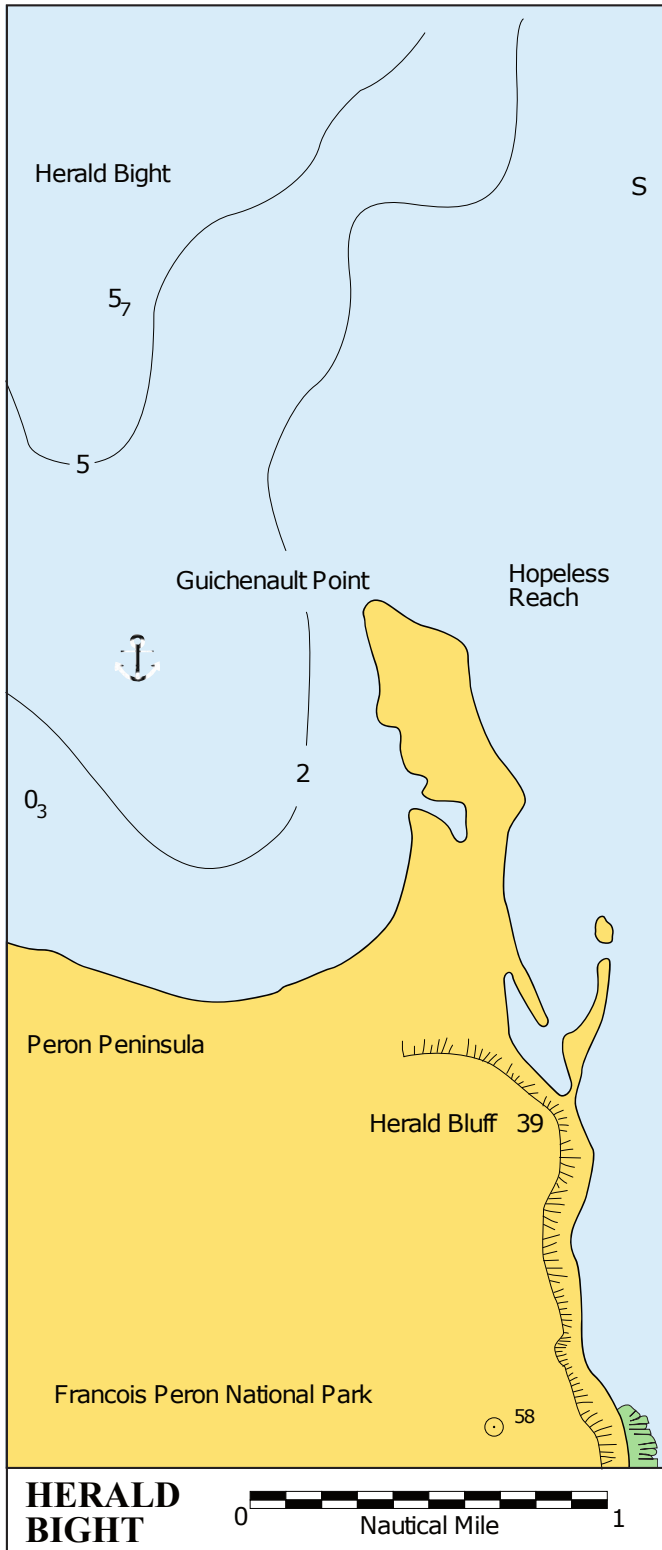 Herald Bight
S
5₇
5
Guichenault Point
Hopeless
Reach
2
0₃
Peron Peninsula
Herald Bluff 39
Francois Peron National Park
58
HERALD
BIGHT
0
1
Nautical Mile